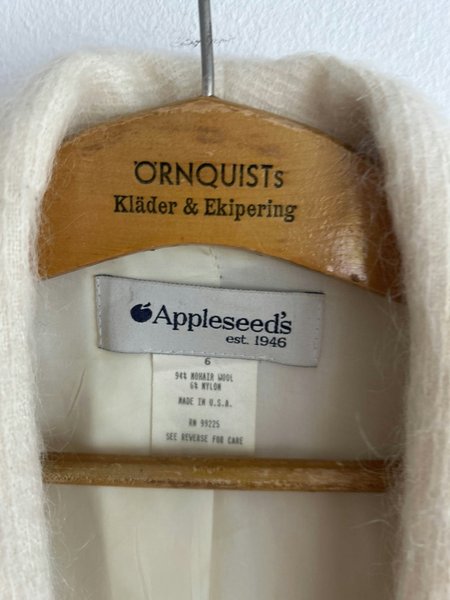 ÖRNQUISTs
Kläder & Ekipering
Appleseed's
est. 1946
6
94% MOHAIR WOOL
6% NYLON
MADE IN U.S.A.
RN 99225
SEE REVERSE FOR CARE